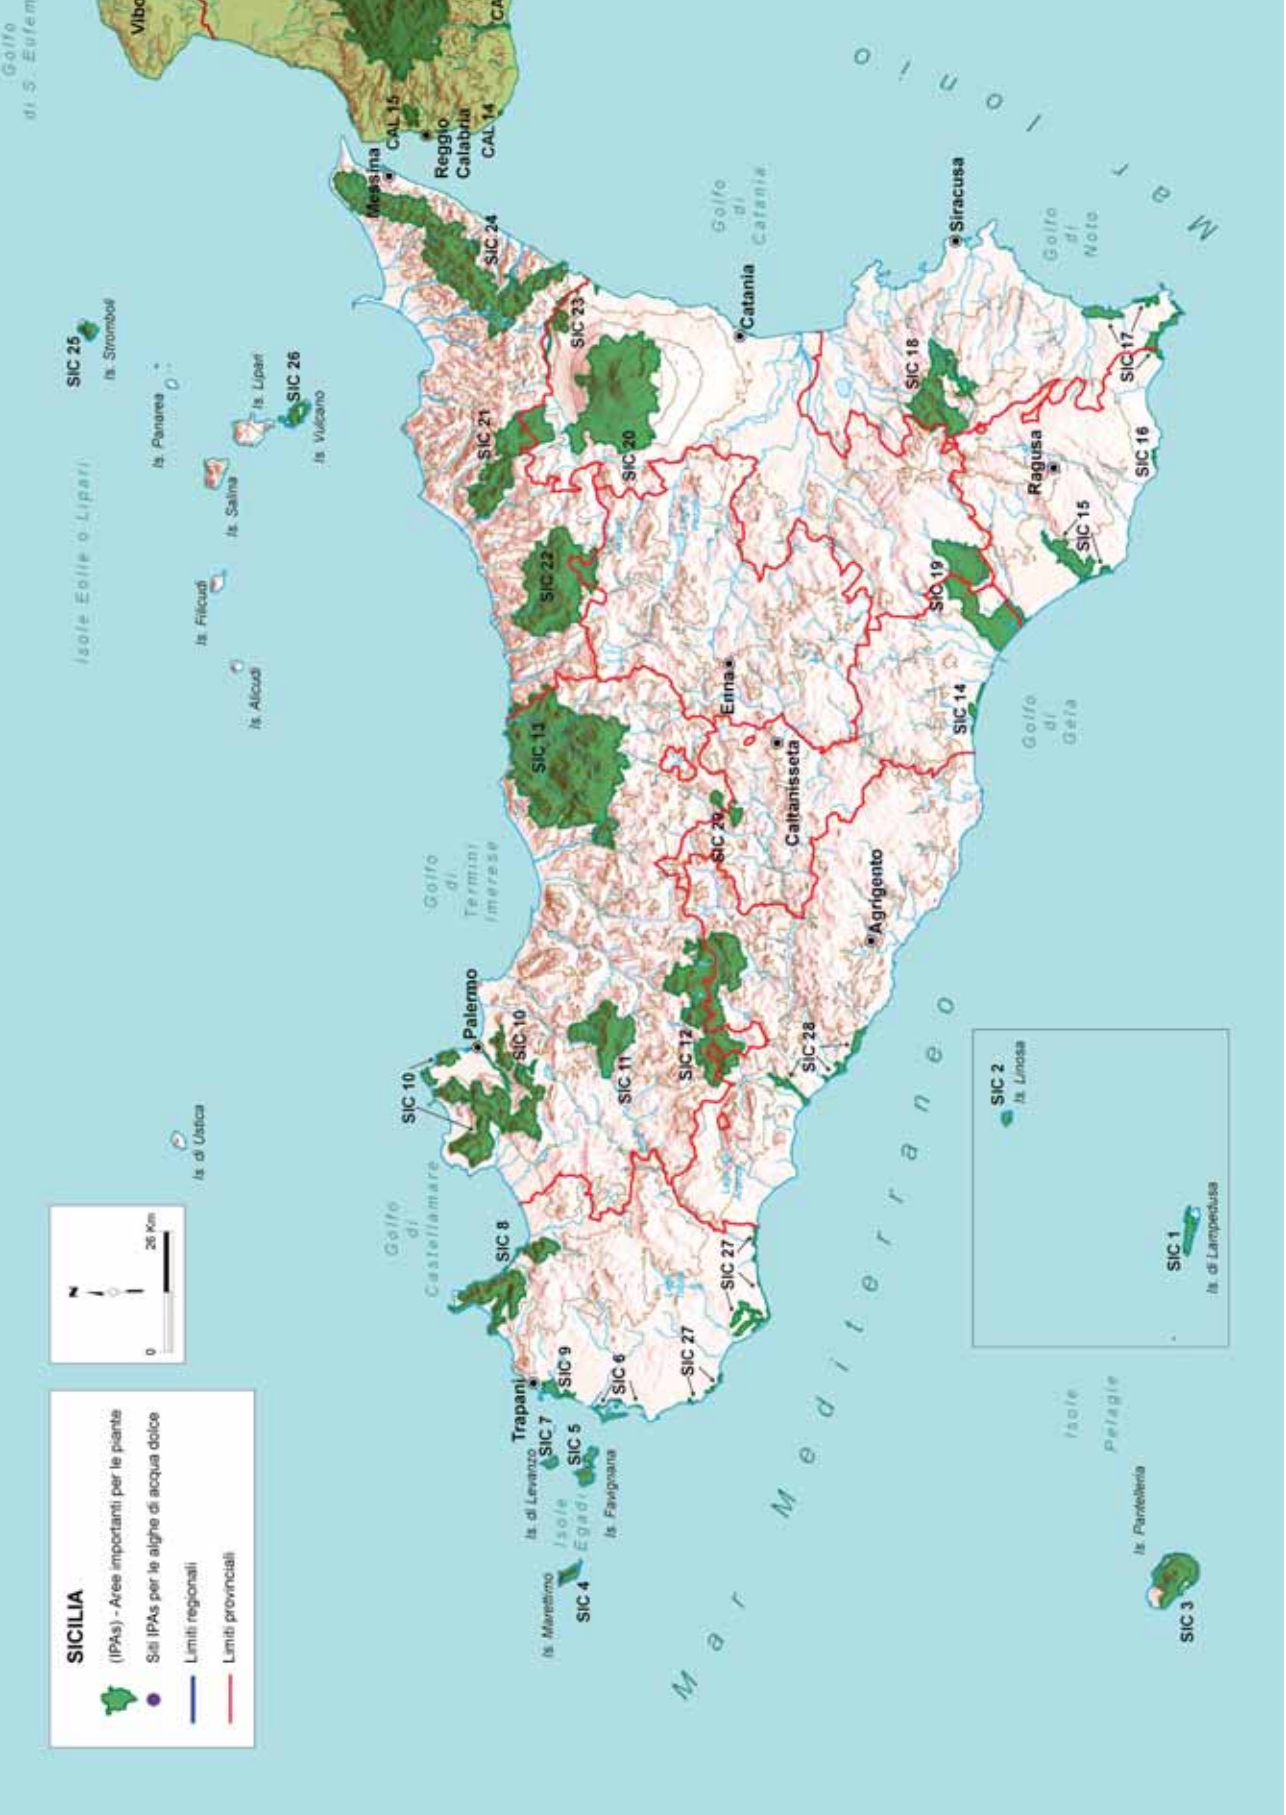 SICILIA
(IPAs) - Aree importanti per le piante
Siti IPAs per le alghe di acqua dolce
Limiti regionali
Limiti provinciali
N
0
26 Km
Golfo
di S. Eufem
Vibo
CA
CAL 15
Reggio
Calabria
CAL 14
Messina
SIC 25
Is. Stromboli
Is. Panarea
Is. Lipari
SIC 26
Is. Vulcano
Isole Eolie o Lipari
Is. Salina
Is. Filicudi
Is. Alicudi
Is. di Ustica
SIC 24
SIC 23
SIC 21
SIC 20
SIC 22
SIC 13
Golfo
di
Termini
Imerese
Palermo
SIC 10
SIC 10
Golfo
di
Castellamare
SIC 8
Trapani
SIC 9
SIC 7
Is. di Levanzo
SIC 5
Isole
Egadi
Is. Favignana
Is. Marettimo
SIC 4
SIC 6
SIC 27
SIC 27
SIC 11
SIC 12
SIC 28
SIC 29
Enna
Caltanissetta
Agrigento
Catania
Golfo
di
Catania
Siracusa
Golfo
di
Noto
Mar Ionio
SIC 18
SIC 17
Ragusa
SIC 16
SIC 15
SIC 19
SIC 14
Golfo
di
Gela
Mar Mediterraneo
SIC 2
Is. Linosa
SIC 1
Is. di Lampedusa
Isole
Pelagie
Is. Pantelleria
SIC 3